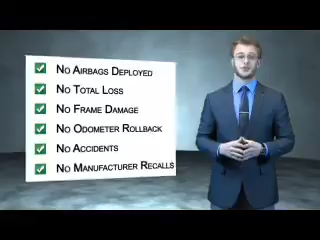 No Airbags Deployed
No Total Loss
No Frame Damage
No Odometer Rollback
No Accidents
No Manufacturer Recalls